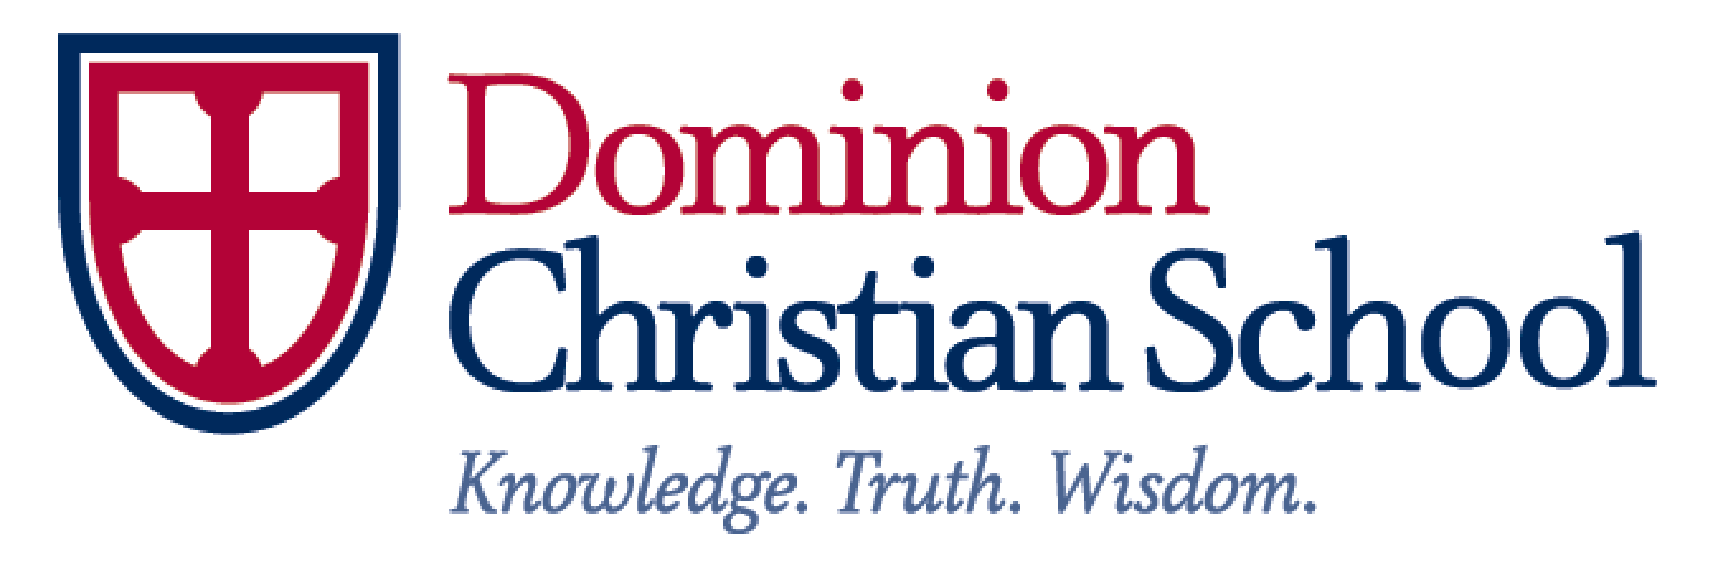 Dominion
Christian School
Knowledge. Truth. Wisdom.